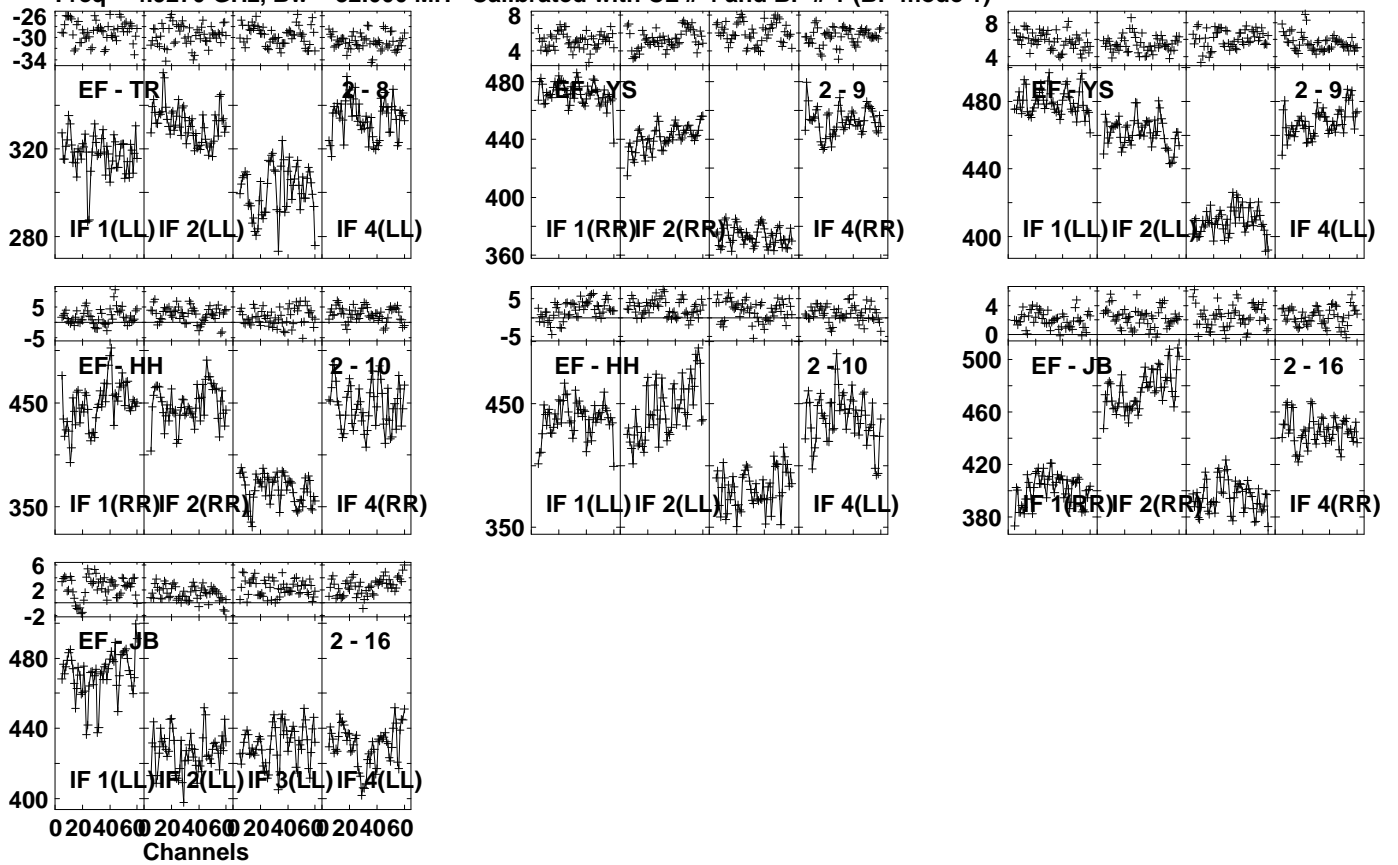 -26
-30
-34
EF - TR
2 - 8
320
280
IF 1(LL) IF 2(LL) IF 4(LL)
8
4
480
EF - YS
2 - 9
440
400
360
IF 1(RR) IF 2(RR) IF 4(RR)
8
4
480
EF - YS
2 - 9
440
400
IF 1(LL) IF 2(LL) IF 4(LL)
5
-5
EF - HH
2 - 10
450
350
IF 1(RR) IF 2(RR) IF 4(RR)
5
-5
EF - HH
2 - 10
450
350
IF 1(LL) IF 2(LL) IF 4(LL)
4
0
500
EF - JB
2 - 16
460
420
380
IF 1(RR) IF 2(RR) IF 4(RR)
6
2
-2
EF - JB
2 - 16
480
440
400
IF 1(LL) IF 2(LL) IF 3(LL) IF 4(LL)
0 20 40 60 0 20 40 60 0 20 40 60 0 20 40 60
Channels